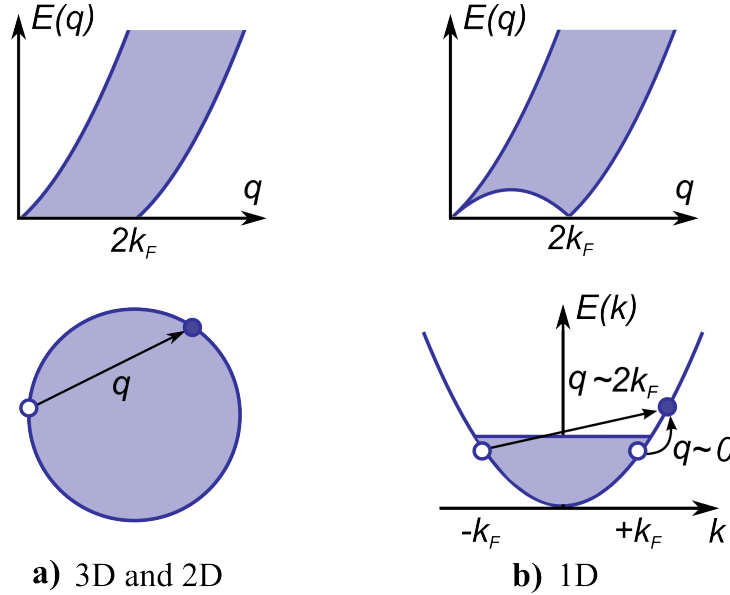 E(q)
q
2k_F
E(q)
q
2k_F
q
E(k)
q~2k_F
q~0
-k_F
+k_F
k
a) 3D and 2D
b) 1D